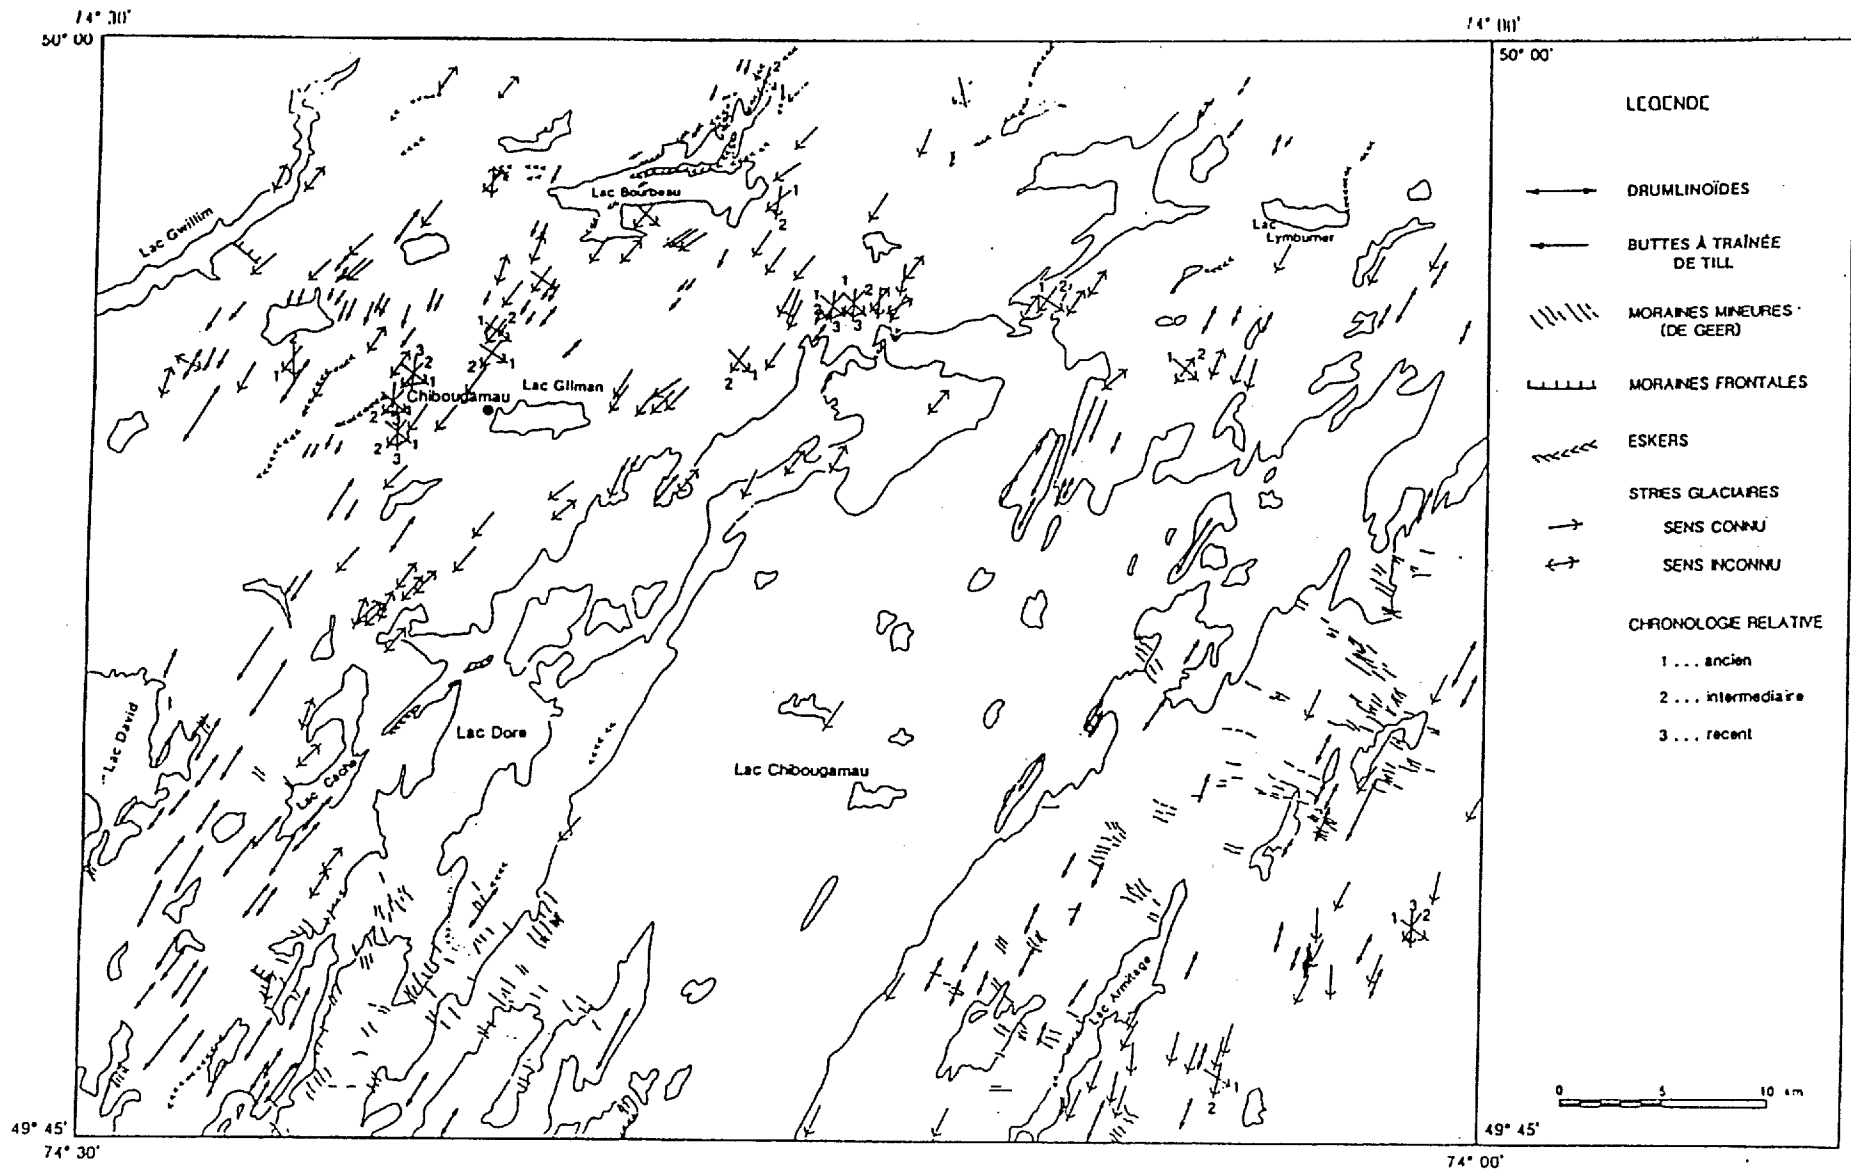 74° 30'
74° 00'
50° 00
50° 00'
LEGENDE
DRUMLINOÏDES
BUTTES À TRAÎNÉE
DE TILL
MORAINES MINEURES
(DE GEER)
MORAINES FRONTALES
ESKERS
STRIES GLACIAIRES
SENS CONNU
SENS INCONNU
CHRONOLOGIE RELATIVE
1 ... ancien
2 ... intermediaire
3 ... recent
0 5 10 km
Lac Gwillim
Lac Bourbeau
Lac
Lymburner
Lac Gilman
Chibougamau
Lac David
Lac Cache
Lac Dore
Lac Chibougamau
Lac Armitage
49° 45'
74° 30'
49° 45'
74° 00'